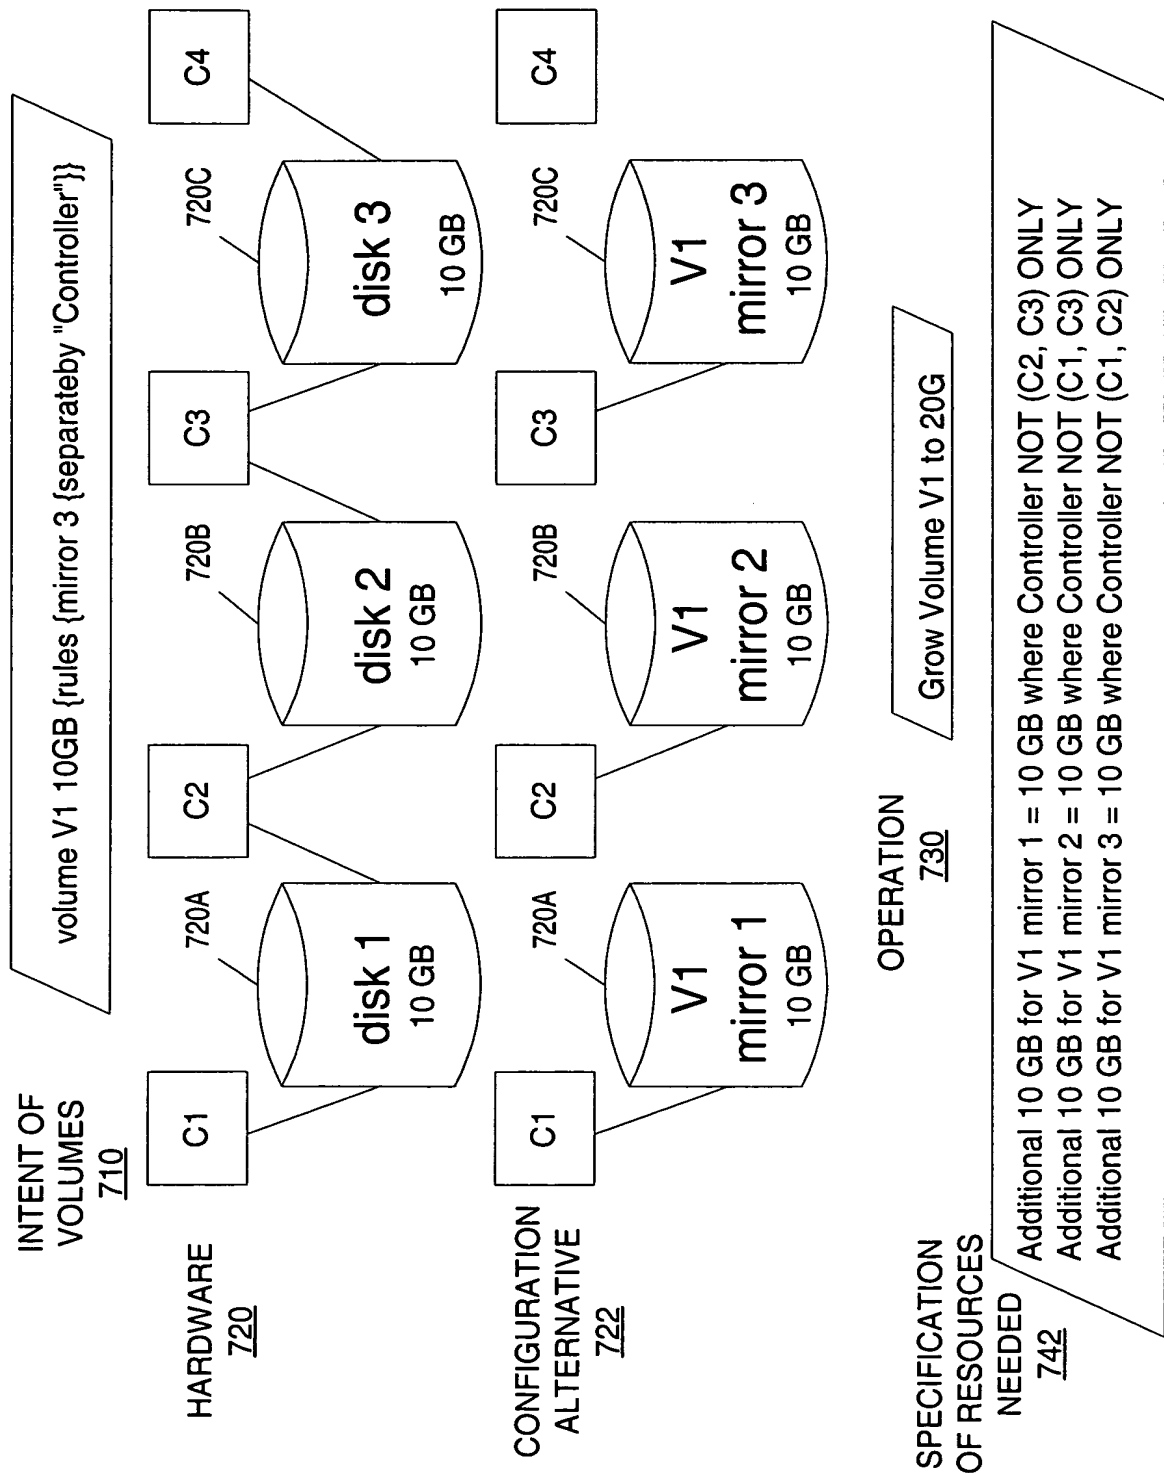 INTENT OF
VOLUMES
710
volume V1 10GB {rules {mirror 3 {separateby "Controller"}}
HARDWARE
720
C1
720A
disk 1
10 GB
C2
720B
disk 2
10 GB
C3
720C
disk 3
10 GB
C4
CONFIGURATION
ALTERNATIVE
722
C1
720A
V1
mirror 1
10 GB
C2
720B
V1
mirror 2
10 GB
C3
720C
V1
mirror 3
10 GB
C4
OPERATION
730
Grow Volume V1 to 20G
SPECIFICATION
OF RESOURCES
NEEDED
742
Additional 10 GB for V1 mirror 1 = 10 GB where Controller NOT (C2, C3) ONLY
Additional 10 GB for V1 mirror 2 = 10 GB where Controller NOT (C1, C3) ONLY
Additional 10 GB for V1 mirror 3 = 10 GB where Controller NOT (C1, C2) ONLY